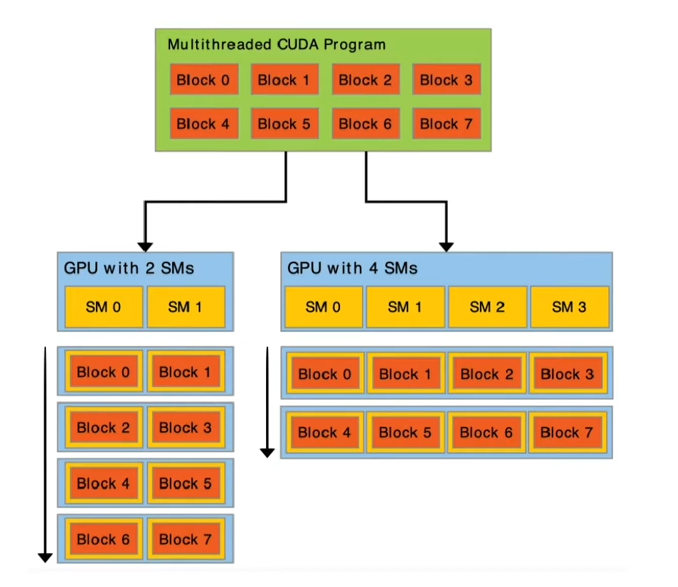 Multithreaded CUDA Program
Block 0 Block 1 Block 2 Block 3
Block 4 Block 5 Block 6 Block 7
GPU with 2 SMs
SM 0 SM 1
Block 0 Block 1
Block 2 Block 3
Block 4 Block 5
Block 6 Block 7
GPU with 4 SMs
SM 0 SM 1 SM 2 SM 3
Block 0 Block 1 Block 2 Block 3
Block 4 Block 5 Block 6 Block 7